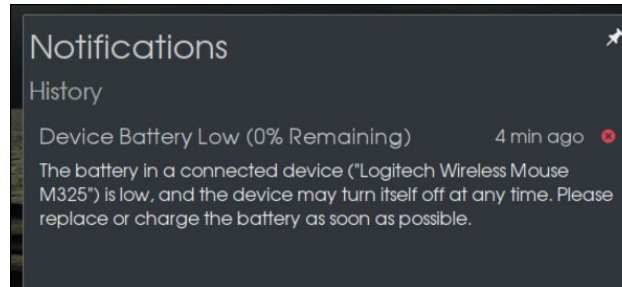 Notifications
History
Device Battery Low (0% Remaining) 4 min ago
The battery in a connected device ("Logitech Wireless Mouse
M325") is low, and the device may turn itself off at any time. Please
replace or charge the battery as soon as possible.